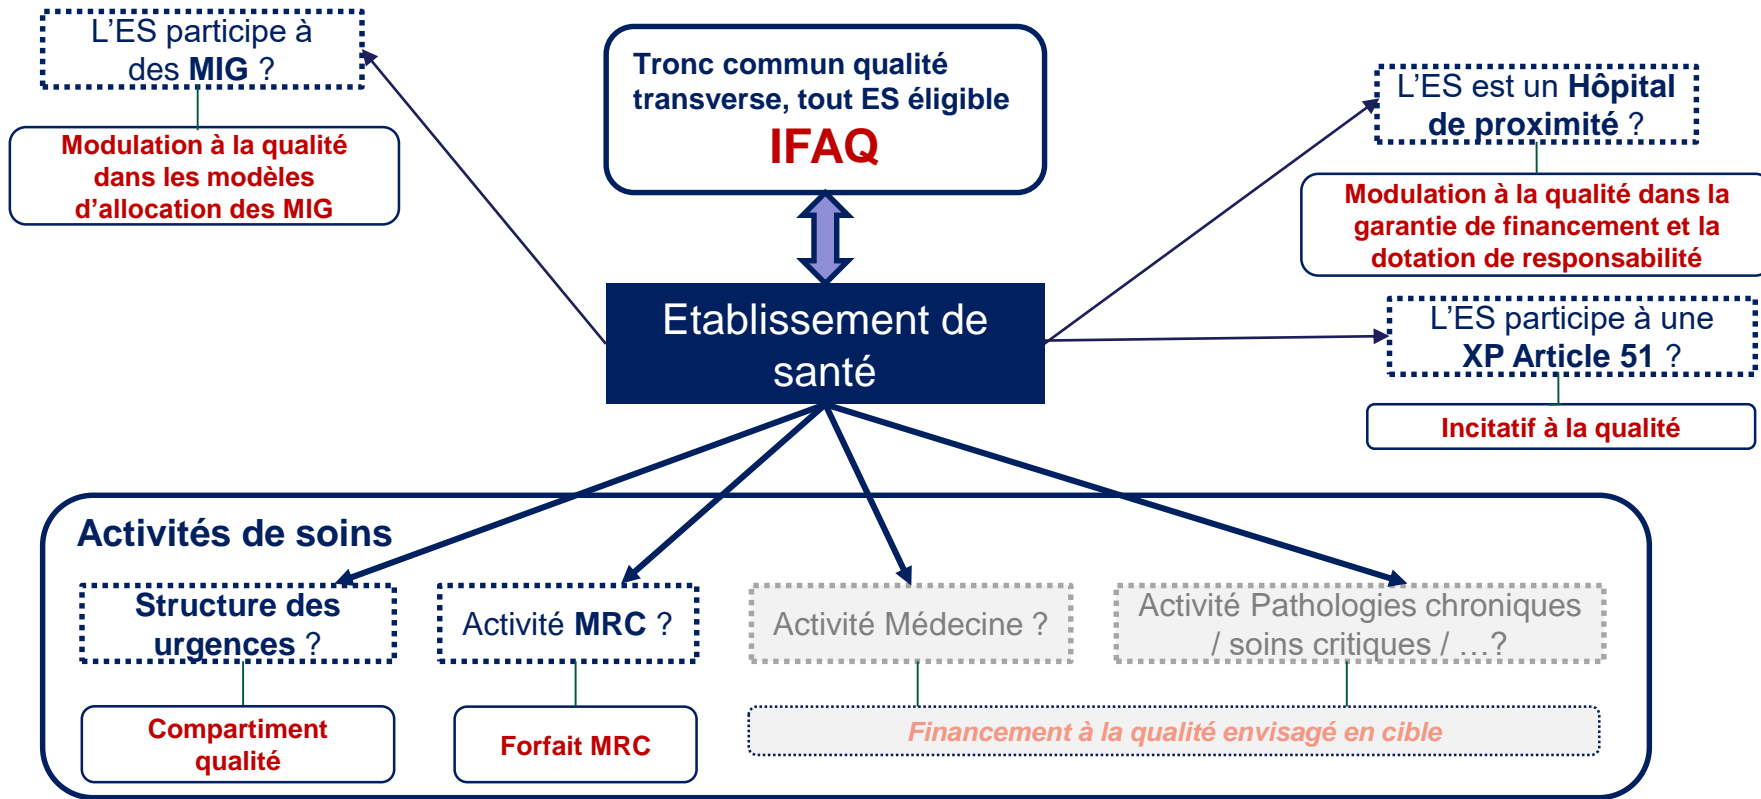 L’ES participe à
des MIG ?
Modulation à la qualité
dans les modèles
d’allocation des MIG
Tronc commun qualité
transverse, tout ES éligible
IFAQ
L’ES est un Hôpital
de proximité ?
Modulation à la qualité dans la
garantie de financement et la
dotation de responsabilité
Etablissement de
santé
L’ES participe à une
XP Article 51 ?
Incitatif à la qualité
Activités de soins
Structure des
urgences ?
Compartiment
qualité
Activité MRC ?
Forfait MRC
Activité Médecine ?
Activité Pathologies chroniques
/ soins critiques / …?
Financement à la qualité envisagé en cible